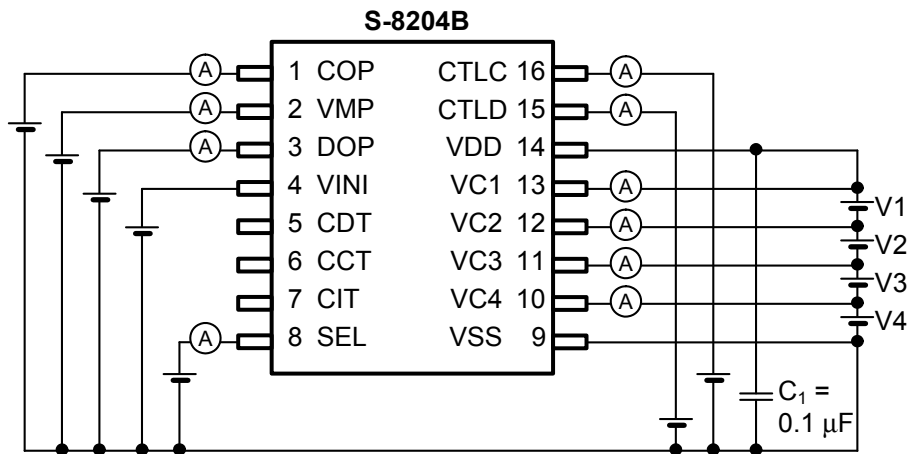 S-8204B
A 1 COP CTLC 16 A
A 2 VMP CTLD 15 A
A 3 DOP VDD 14
4 VINI VC1 13 A
V1
5 CDT VC2 12 A
V2
6 CCT VC3 11 A
V3
7 CIT VC4 10 A
V4
A 8 SEL VSS 9
C₁ =
0.1 μF